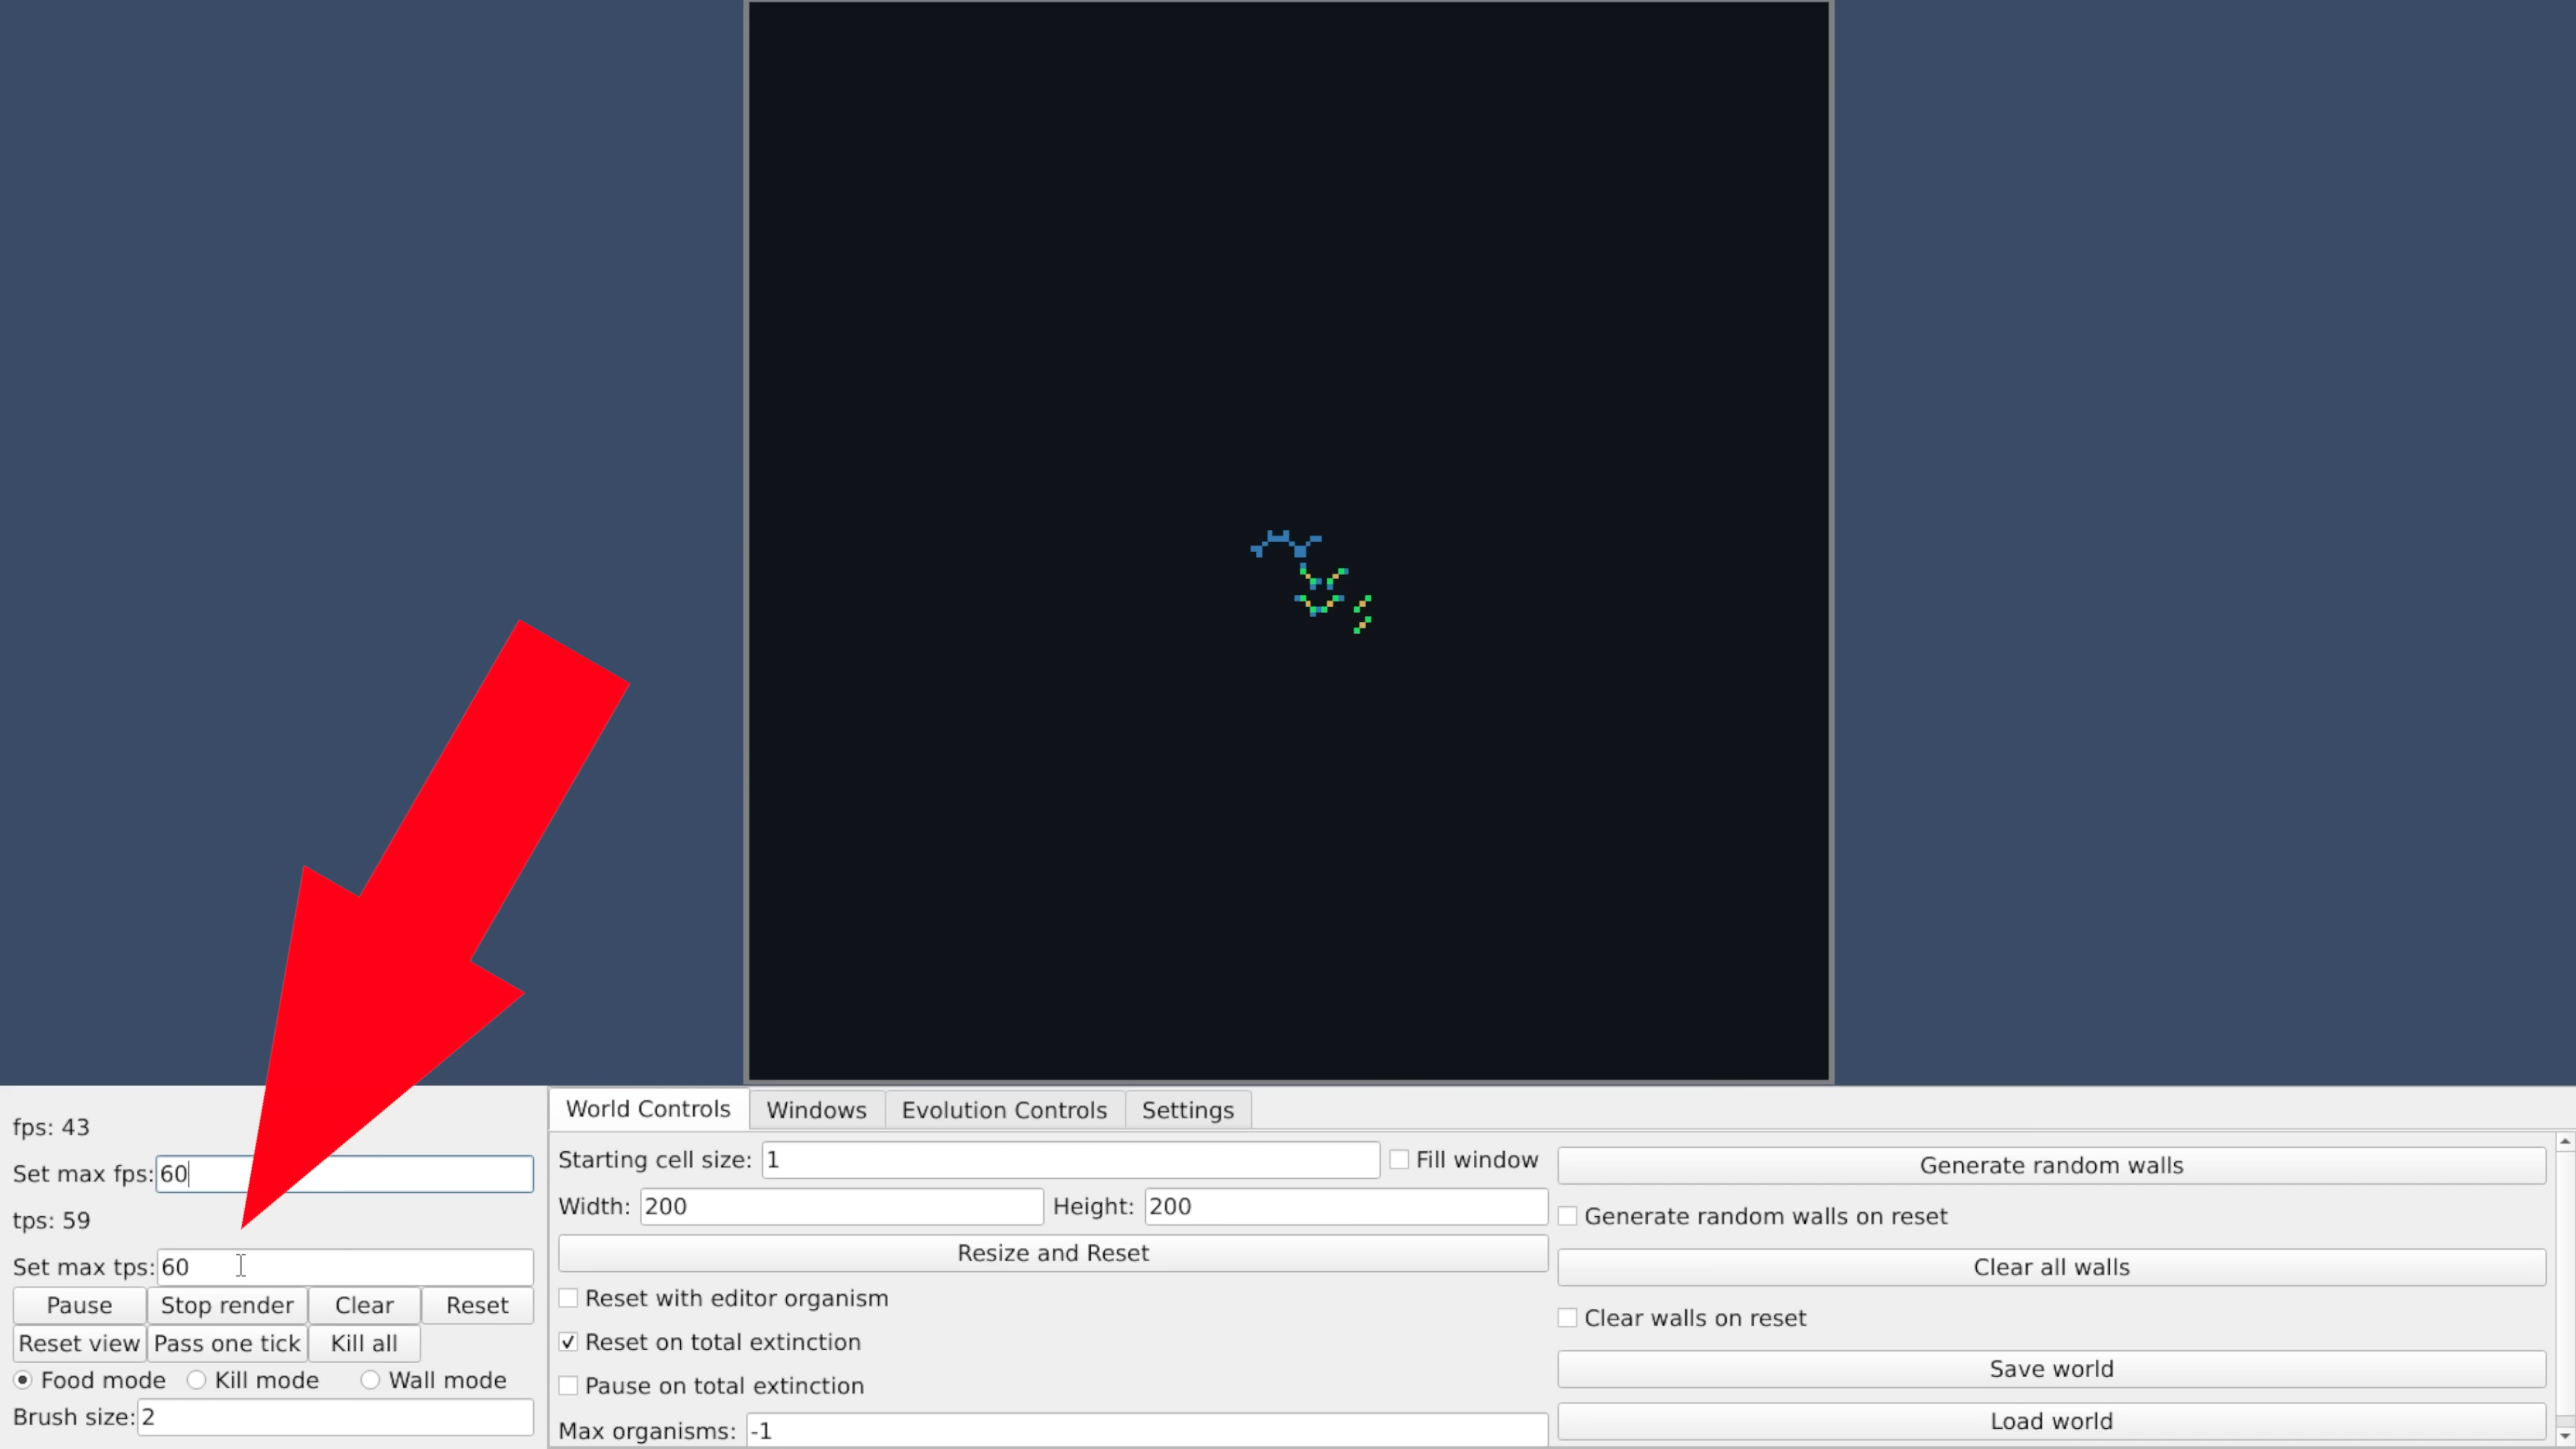 fps: 43
Set max fps: 60
tps: 59
Set max tps: 60
Pause Stop render Clear Reset
Reset view Pass one tick Kill all
Food mode Kill mode Wall mode
Brush size: 2
World Controls Windows Evolution Controls Settings
Starting cell size: 1 Fill window
Width: 200 Height: 200
Resize and Reset
Reset with editor organism
Reset on total extinction
Pause on total extinction
Max organisms: -1
Generate random walls
Generate random walls on reset
Clear all walls
Clear walls on reset
Save world
Load world